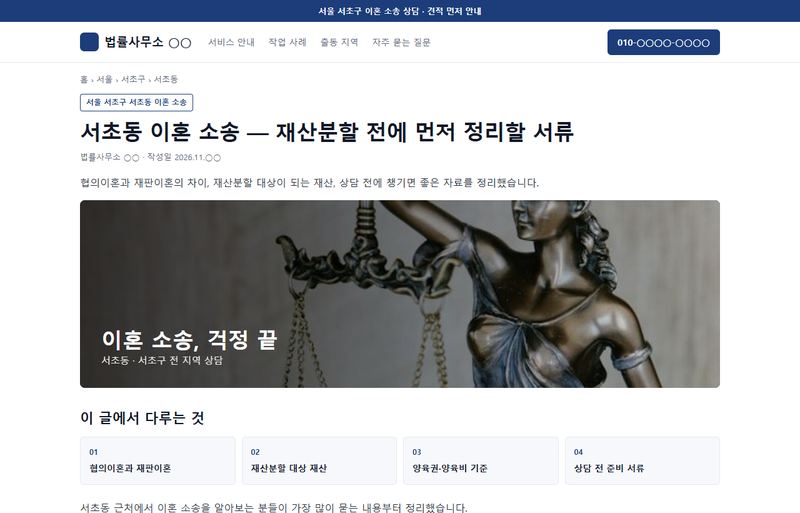 서울 서초구 이혼 소송 상담 · 견적 먼저 안내
법률사무소 ○○ 서비스 안내 작업 사례 출동 지역 자주 묻는 질문 010-○○○○-○○○○
홈 › 서울 › 서초구 › 서초동
서울 서초구 서초동 이혼 소송
서초동 이혼 소송 — 재산분할 전에 먼저 정리할 서류
법률사무소 ○○ · 작성일 2026.11.○○
협의이혼과 재판이혼의 차이, 재산분할 대상이 되는 재산, 상담 전에 챙기면 좋은 자료를 정리했습니다.
이혼 소송, 걱정 끝
서초동 · 서초구 전 지역 상담
이 글에서 다루는 것
01 02 03 04
협의이혼과 재판이혼 재산분할 대상 재산 양육권·양육비 기준 상담 전 준비 서류
서초동 근처에서 이혼 소송을 알아보는 분들이 가장 많이 묻는 내용부터 정리했습니다.